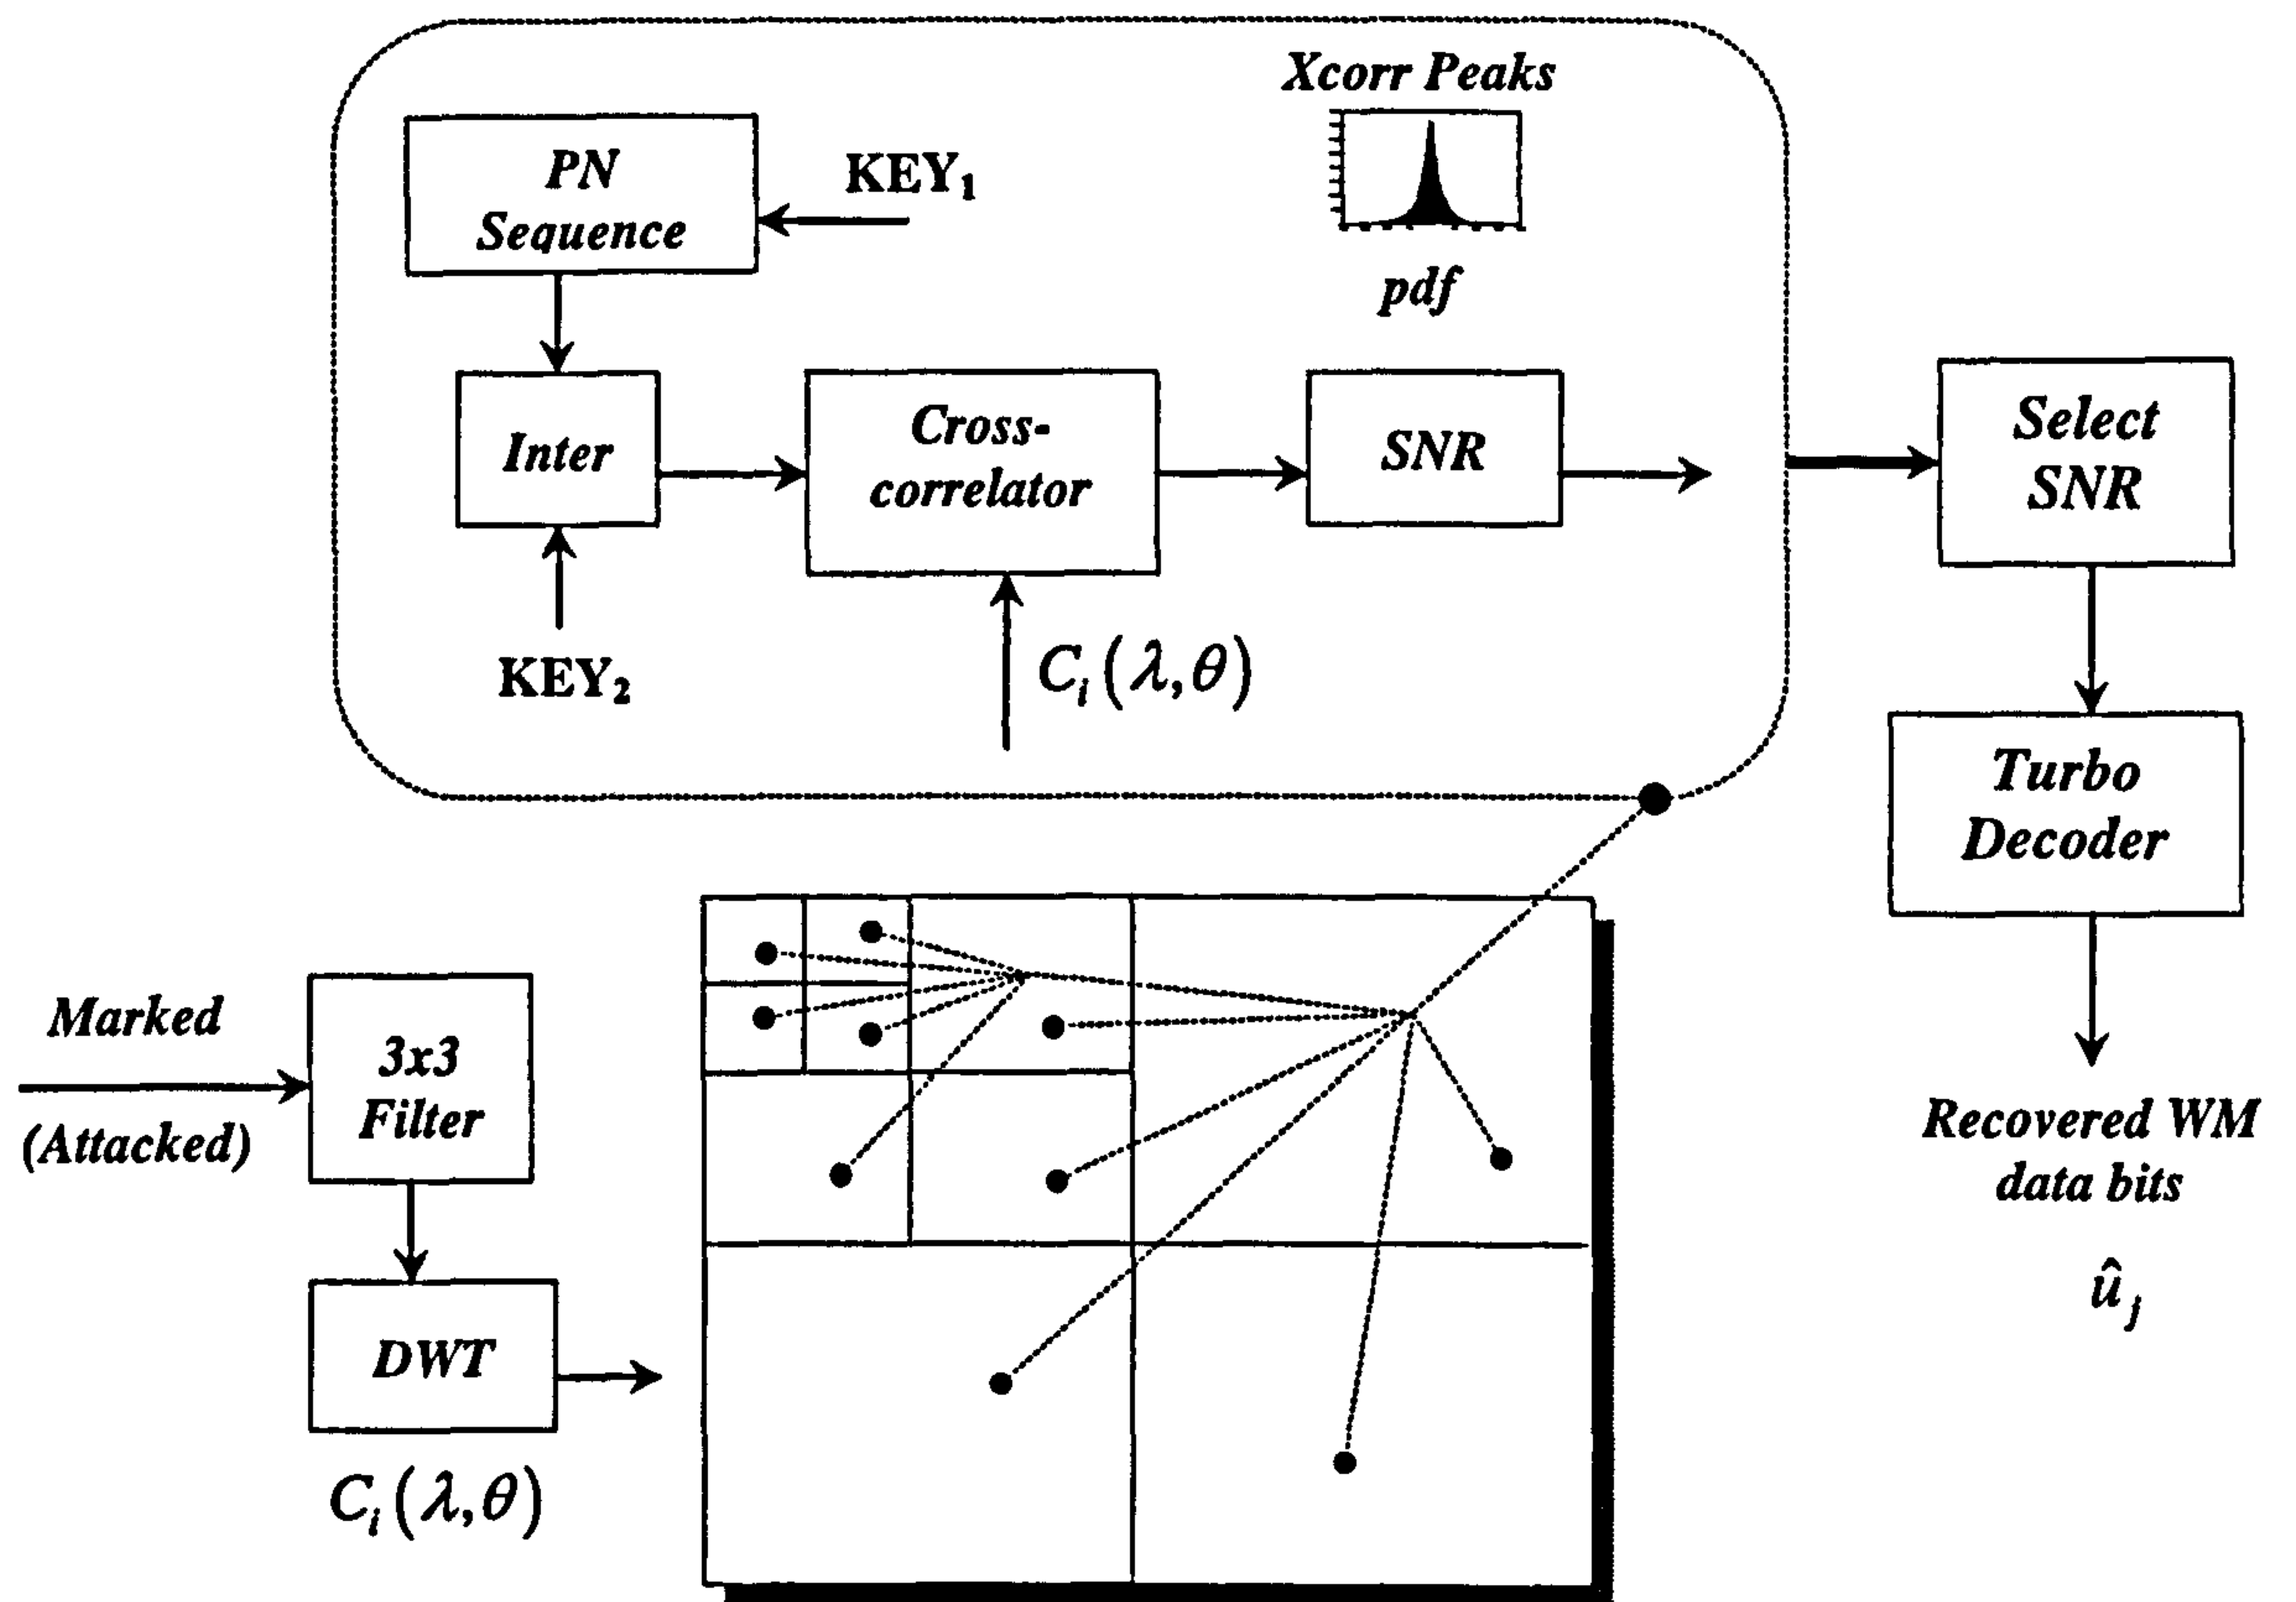 Xcorr Peaks
pdf
PN
Sequence
KEY₁
Inter
KEY₂
Cross-
correlator
Cᵢ(λ,θ)
SNR
Select
SNR
Turbo
Decoder
Recovered WM
data bits
ûⱼ
Marked
(Attacked)
3x3
Filter
DWT
Cᵢ(λ,θ)